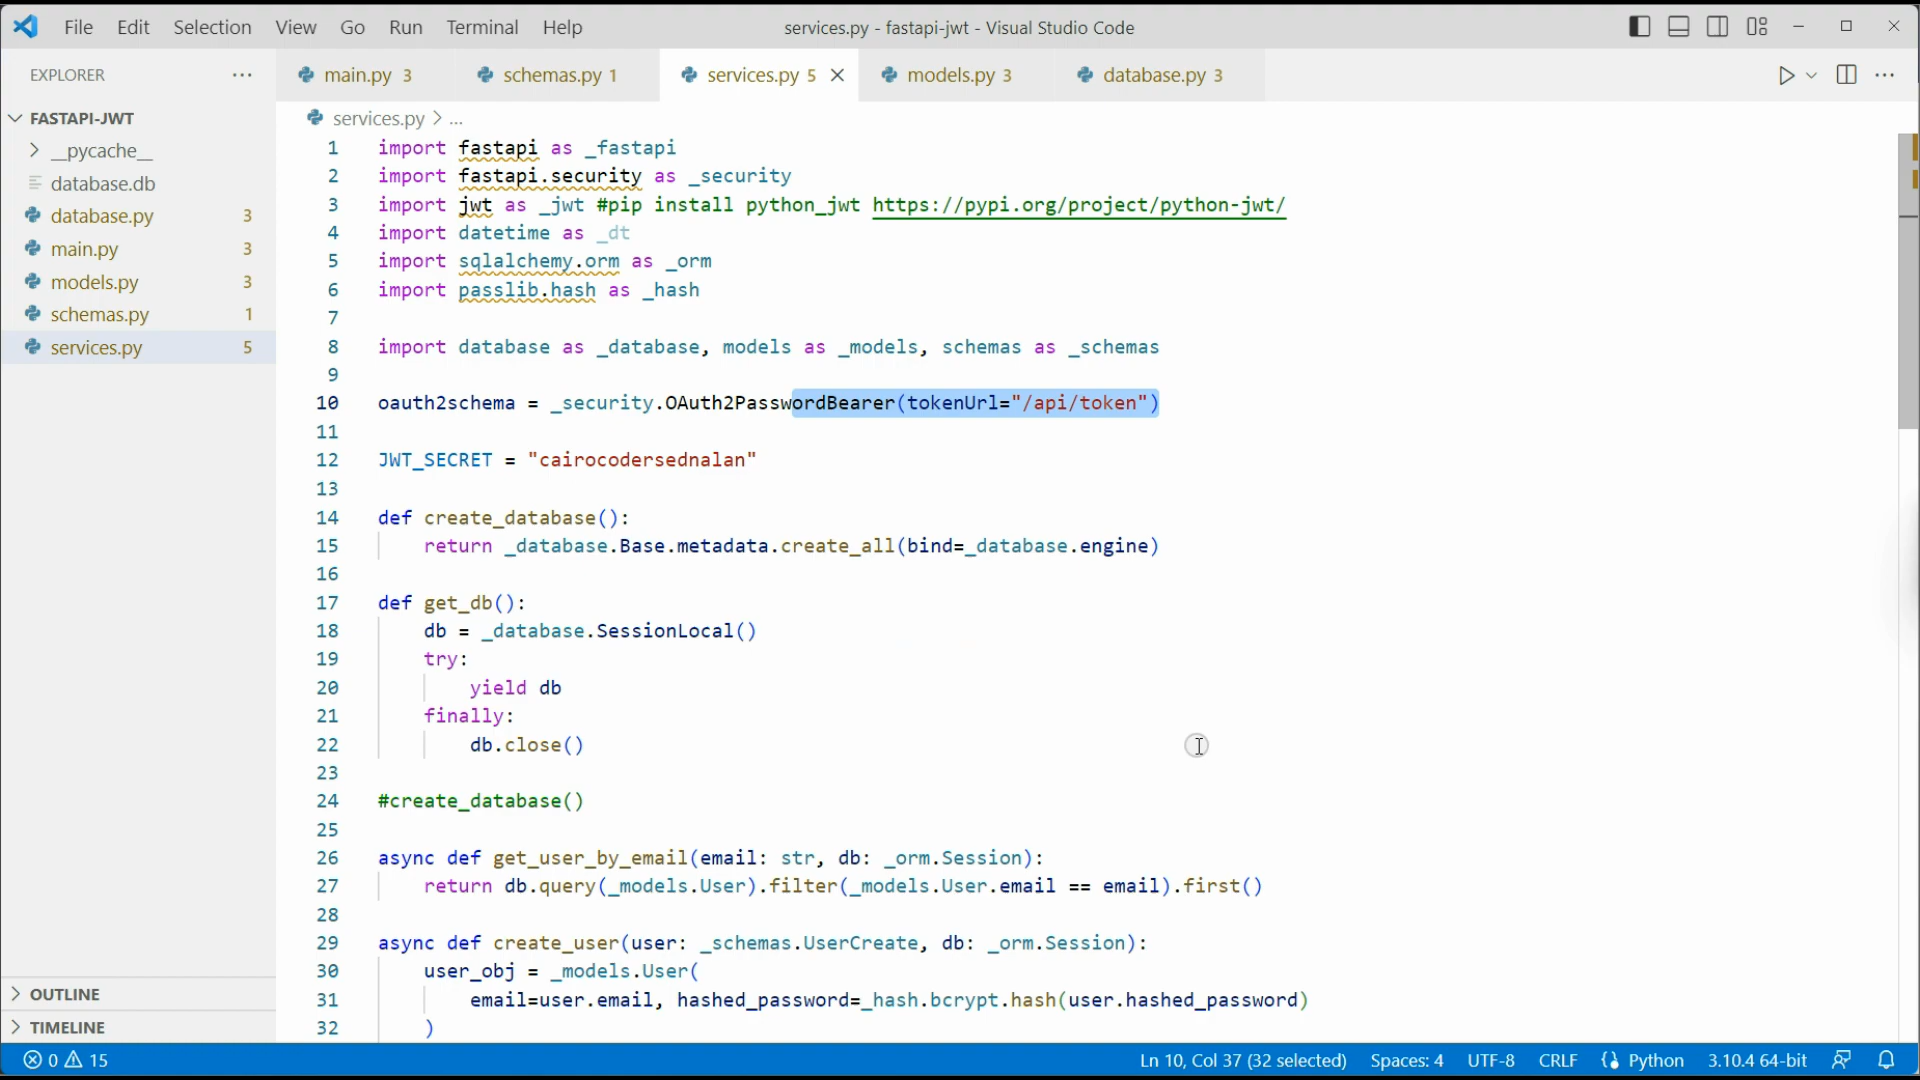 File Edit Selection View Go Run Terminal Help services.py - fastapi-jwt - Visual Studio Code
EXPLORER ··· main.py 3 schemas.py 1 services.py 5 models.py 3 database.py 3 ···
FASTAPI-JWT
__pycache__
database.db
database.py 3
main.py 3
models.py 3
schemas.py 1
services.py 5
OUTLINE
TIMELINE
services.py > ...
1 import fastapi as _fastapi
2 import fastapi.security as _security
3 import jwt as _jwt #pip install python_jwt https://pypi.org/project/python-jwt/
4 import datetime as _dt
5 import sqlalchemy.orm as _orm
6 import passlib.hash as _hash
7
8 import database as _database, models as _models, schemas as _schemas
9
10 oauth2schema = _security.OAuth2PasswordBearer(tokenUrl="/api/token")
11
12 JWT_SECRET = "cairocodersednalan"
13
14 def create_database():
15     return _database.Base.metadata.create_all(bind=_database.engine)
16
17 def get_db():
18     db = _database.SessionLocal()
19     try:
20         yield db
21     finally:
22         db.close()
23
24 #create_database()
25
26 async def get_user_by_email(email: str, db: _orm.Session):
27     return db.query(_models.User).filter(_models.User.email == email).first()
28
29 async def create_user(user: _schemas.UserCreate, db: _orm.Session):
30     user_obj = _models.User(
31         email=user.email, hashed_password=_hash.bcrypt.hash(user.hashed_password)
32     )
0 15 Ln 10, Col 37 (32 selected) Spaces: 4 UTF-8 CRLF Python 3.10.4 64-bit